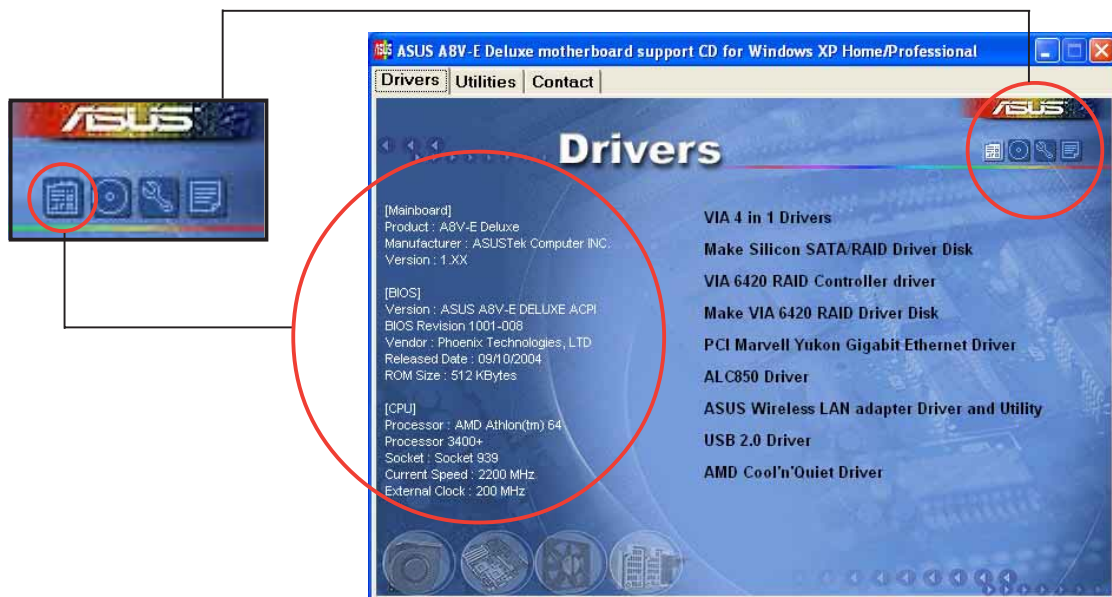 ASUS
ASUS A8V-E Deluxe motherboard support CD for Windows XP Home/Professional
Drivers Utilities Contact
ASUS
Drivers
[Mainboard]
Product : A8V-E Deluxe
Manufacturer : ASUSTek Computer INC.
Version : 1.XX
[BIOS]
Version : ASUS A8V-E DELUXE ACPI
BIOS Revision 1001-008
Vendor : Phoenix Technologies, LTD
Released Date : 09/10/2004
ROM Size : 512 KBytes
[CPU]
Processor : AMD Athlon(tm) 64
Processor 3400+
Socket : Socket 939
Current Speed : 2200 MHz
External Clock : 200 MHz
VIA 4 in 1 Drivers
Make Silicon SATA/RAID Driver Disk
VIA 6420 RAID Controller driver
Make VIA 6420 RAID Driver Disk
PCI Marvell Yukon Gigabit Ethernet Driver
ALC850 Driver
ASUS Wireless LAN adapter Driver and Utility
USB 2.0 Driver
AMD Cool'n'Quiet Driver